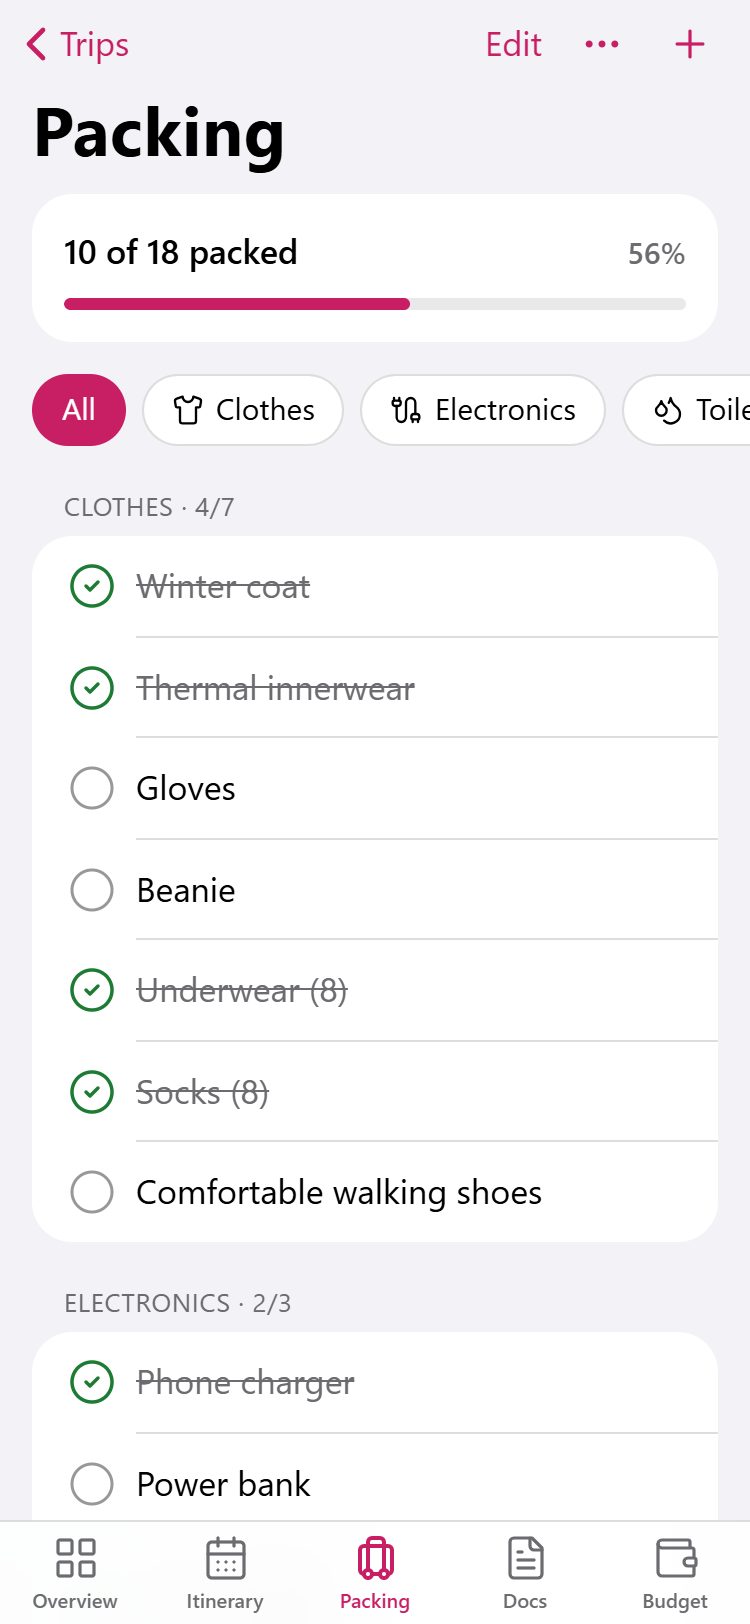 Trips
Edit
Packing
10 of 18 packed
56%
All
Clothes
Electronics
Toile
CLOTHES · 4/7
Winter coat
Thermal innerwear
Gloves
Beanie
Underwear (8)
Socks (8)
Comfortable walking shoes
ELECTRONICS · 2/3
Phone charger
Power bank
Overview
Itinerary
Packing
Docs
Budget